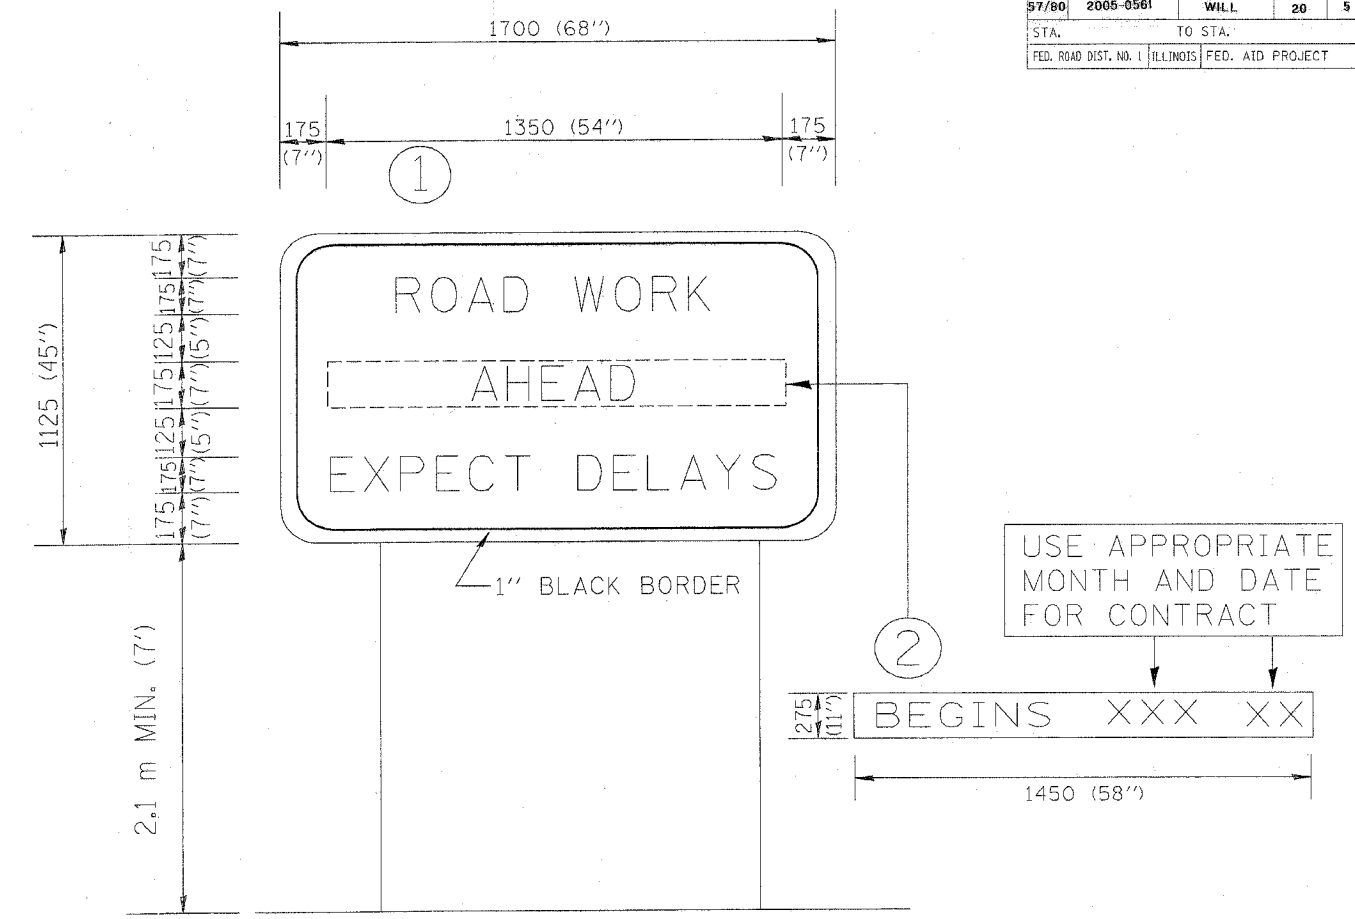 57/80 2005-0561 WILL 20 5
STA. TO STA.
FED. ROAD DIST. NO. 1 ILLINOIS FED. AID PROJECT
1700 (68'')
175 (7'')
1350 (54'')
175 (7'')
1
1125 (45'')
175 (7'')
175 (7'')
125 (5'')
175 (7'')
125 (5'')
175 (7'')
175 (7'')
ROAD WORK
AHEAD
EXPECT DELAYS
1'' BLACK BORDER
2.1 m MIN. (7')
USE APPROPRIATE
MONTH AND DATE
FOR CONTRACT
2
275 (11'')
BEGINS XXX XX
1450 (58'')